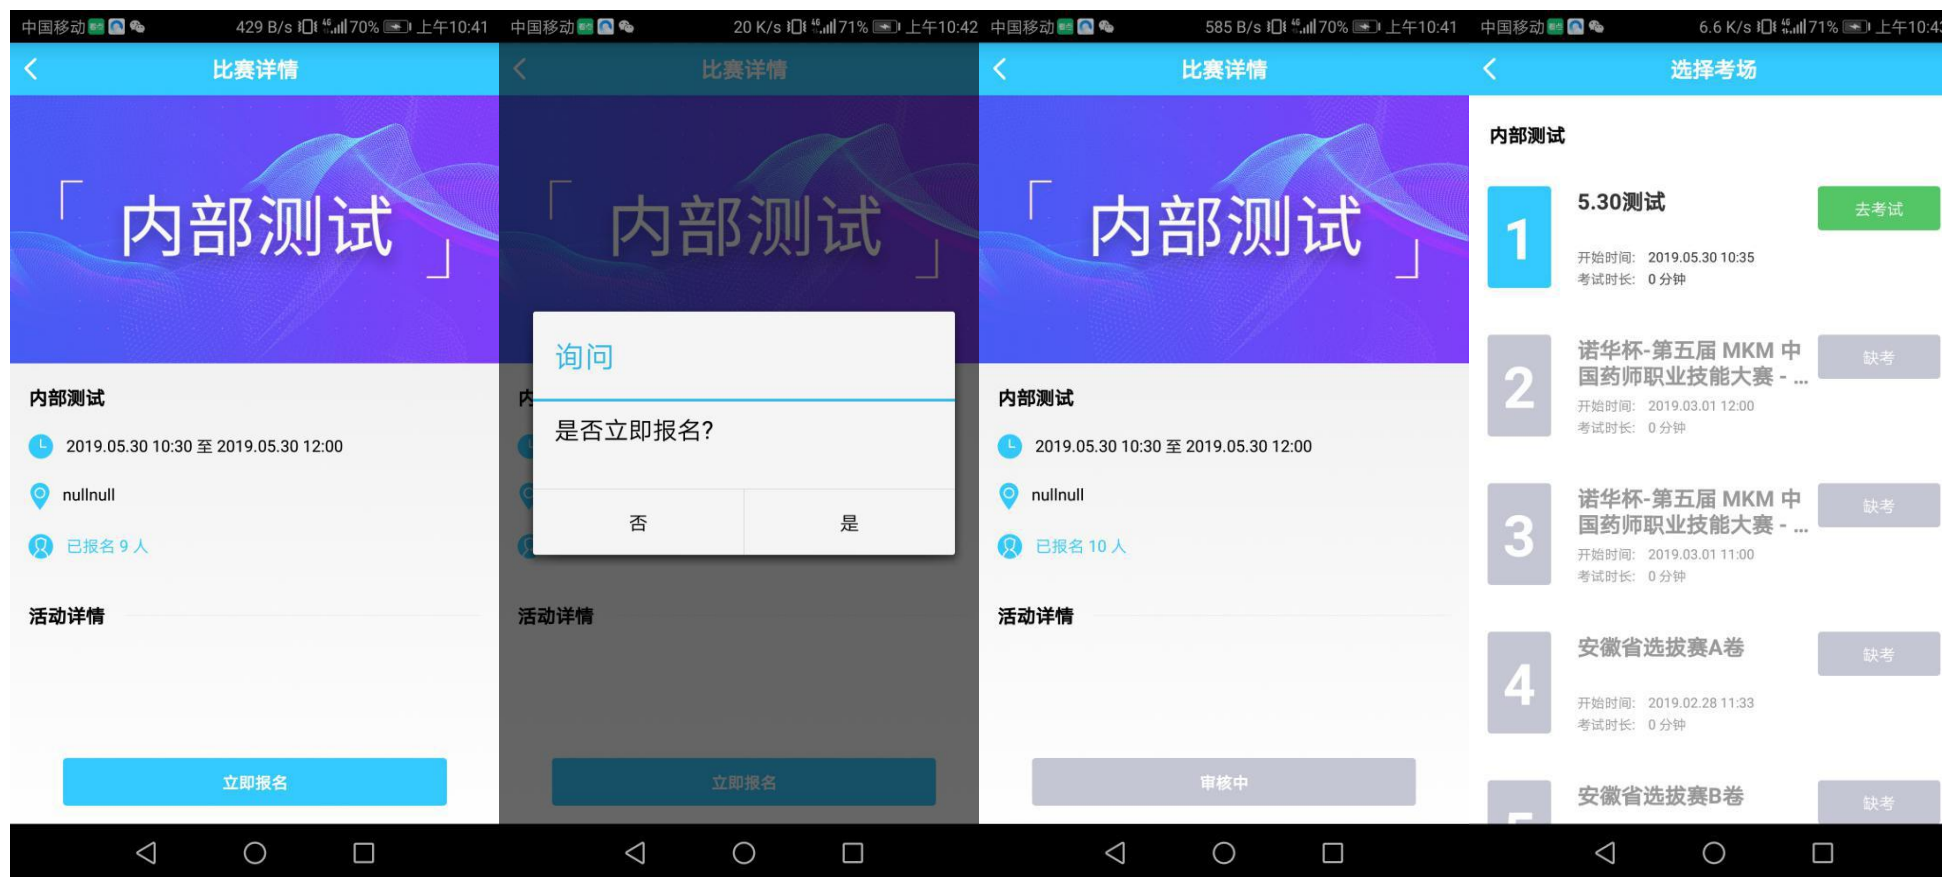 中国移动 429 B/s 46 70% 上午10:41
比赛详情
「内部测试」
内部测试
2019.05.30 10:30 至 2019.05.30 12:00
nullnull
已报名 9 人
活动详情
立即报名
中国移动 20 K/s 46 71% 上午10:42
比赛详情
「内部测试」
询问
是否立即报名?
否 是
内
活动详情
立即报名
中国移动 585 B/s 46 70% 上午10:41
比赛详情
「内部测试」
内部测试
2019.05.30 10:30 至 2019.05.30 12:00
nullnull
已报名 10 人
活动详情
审核中
中国移动 6.6 K/s 46 71% 上午10:43
选择考场
内部测试
1
5.30测试
去考试
开始时间: 2019.05.30 10:35
考试时长: 0 分钟
2
诺华杯-第五届 MKM 中
国药师职业技能大赛 - ...
缺考
开始时间: 2019.03.01 12:00
考试时长: 0 分钟
3
诺华杯-第五届 MKM 中
国药师职业技能大赛 - ...
缺考
开始时间: 2019.03.01 11:00
考试时长: 0 分钟
4
安徽省选拔赛A卷
缺考
开始时间: 2019.02.28 11:33
考试时长: 0 分钟
5
安徽省选拔赛B卷
缺考